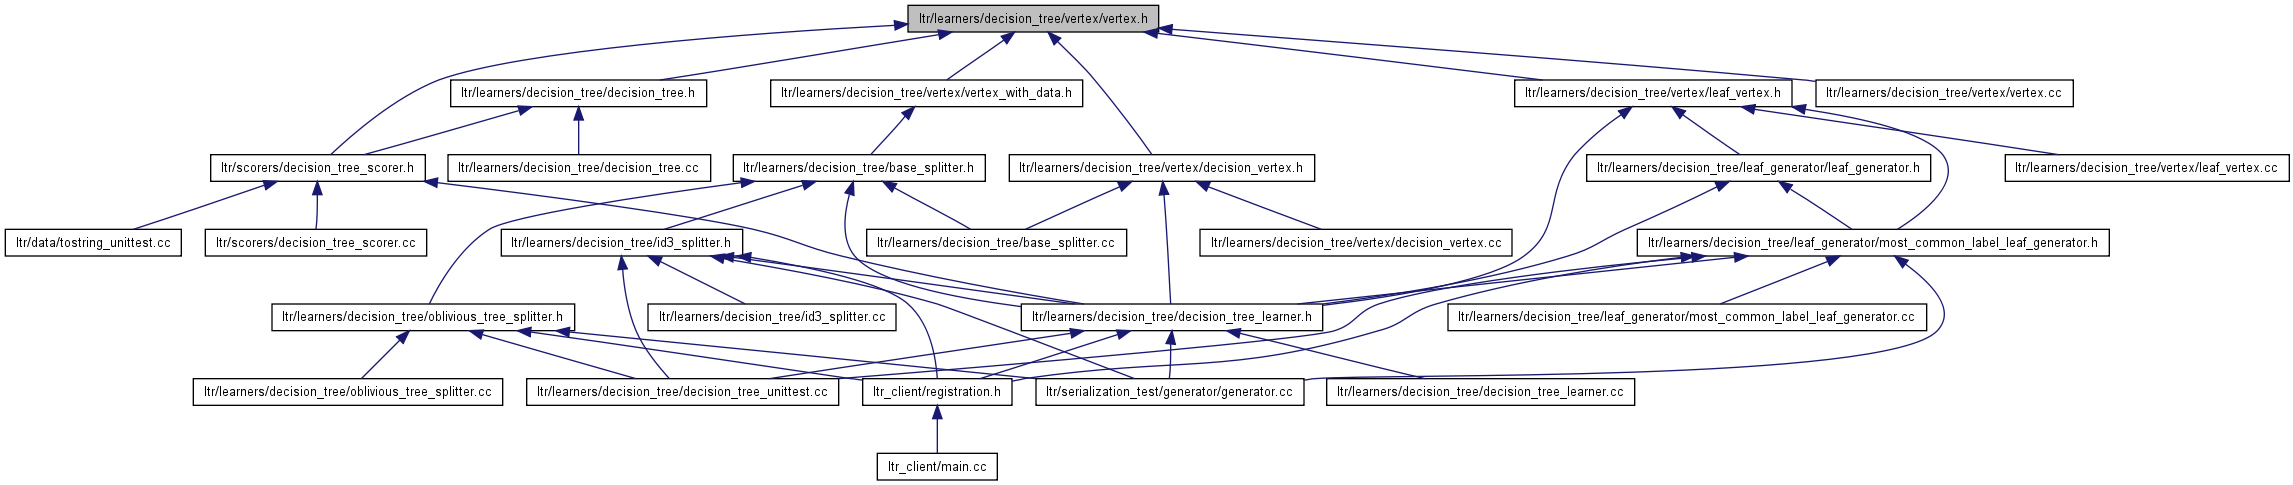 ltr/learners/decision_tree/vertex/vertex.h
ltr/learners/decision_tree/decision_tree.h
ltr/learners/decision_tree/vertex/vertex_with_data.h
ltr/learners/decision_tree/vertex/leaf_vertex.h
ltr/learners/decision_tree/vertex/vertex.cc
ltr/scorers/decision_tree_scorer.h
ltr/learners/decision_tree/decision_tree.cc
ltr/learners/decision_tree/base_splitter.h
ltr/learners/decision_tree/vertex/decision_vertex.h
ltr/learners/decision_tree/leaf_generator/leaf_generator.h
ltr/learners/decision_tree/vertex/leaf_vertex.cc
ltr/data/tostring_unittest.cc
ltr/scorers/decision_tree_scorer.cc
ltr/learners/decision_tree/id3_splitter.h
ltr/learners/decision_tree/base_splitter.cc
ltr/learners/decision_tree/vertex/decision_vertex.cc
ltr/learners/decision_tree/leaf_generator/most_common_label_leaf_generator.h
ltr/learners/decision_tree/oblivious_tree_splitter.h
ltr/learners/decision_tree/id3_splitter.cc
ltr/learners/decision_tree/decision_tree_learner.h
ltr/learners/decision_tree/leaf_generator/most_common_label_leaf_generator.cc
ltr/learners/decision_tree/oblivious_tree_splitter.cc
ltr/learners/decision_tree/decision_tree_unittest.cc
ltr_client/registration.h
ltr/serialization_test/generator/generator.cc
ltr/learners/decision_tree/decision_tree_learner.cc
ltr_client/main.cc